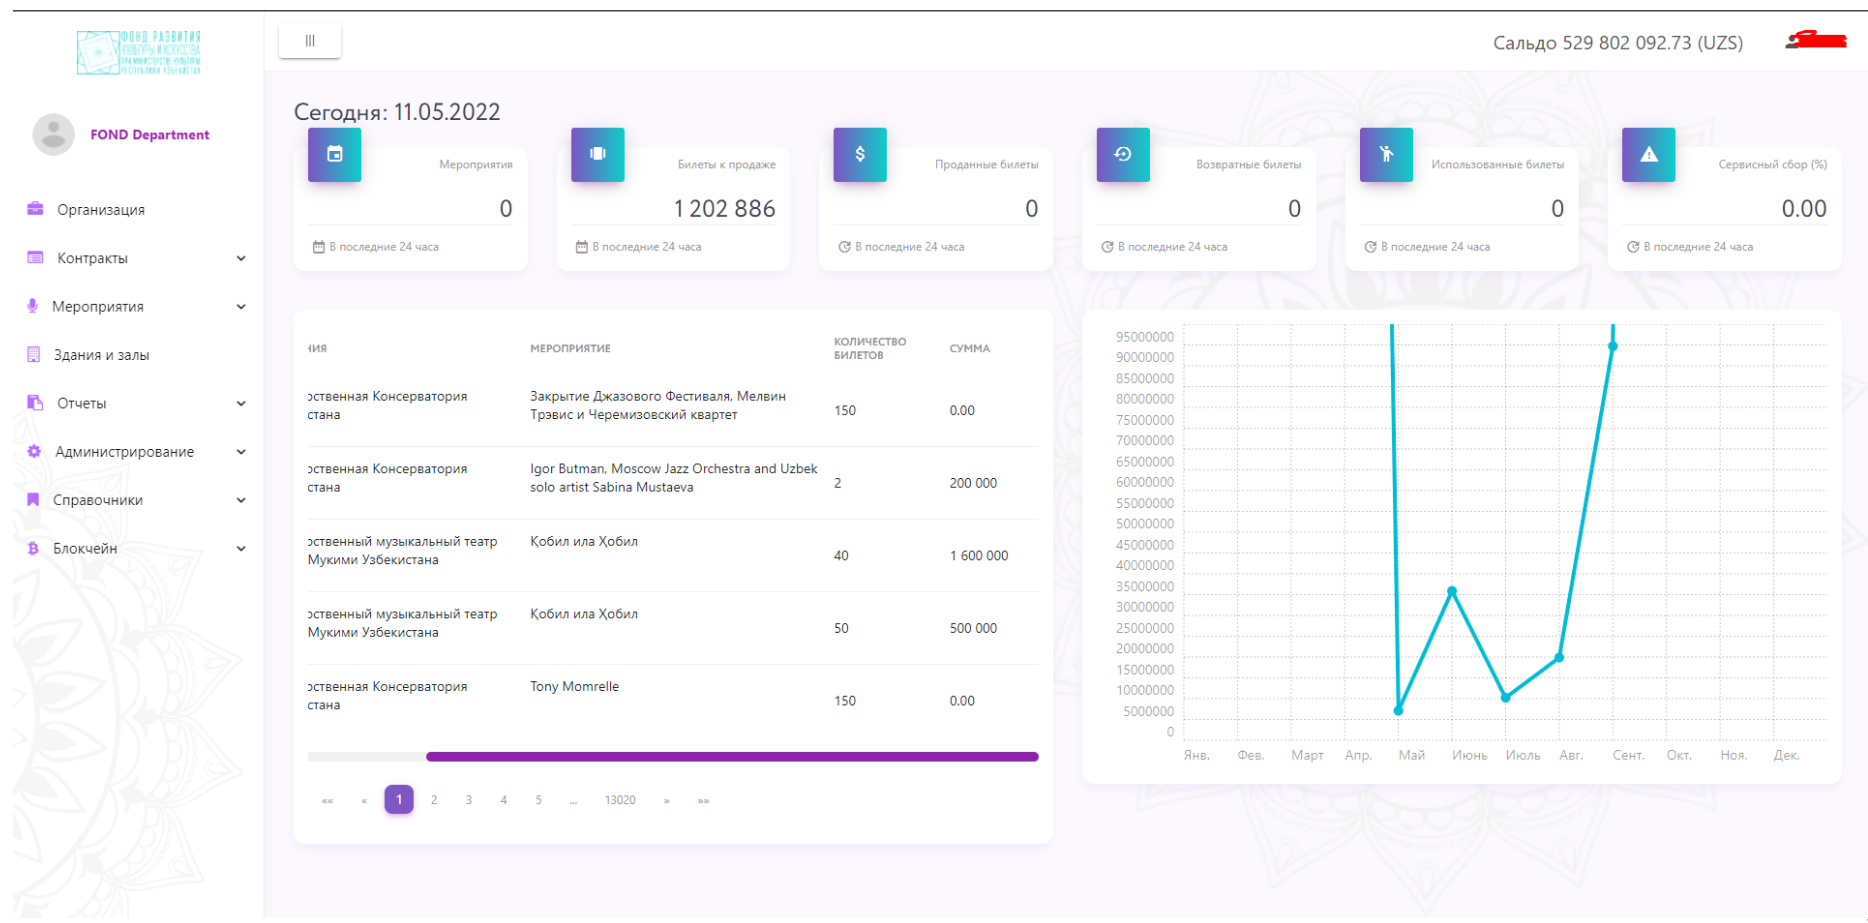 ФОНД РАЗВИТИЯ
КУЛЬТУРЫ И ИСКУССТВА
ПРИ МИНИСТЕРСТВЕ КУЛЬТУРЫ
РЕСПУБЛИКИ УЗБЕКИСТАН
FOND Department
Организация
Контракты
Мероприятия
Здания и залы
Отчеты
Администрирование
Справочники
Блокчейн
Сальдо 529 802 092.73 (UZS)
Сегодня: 11.05.2022
Мероприятия
0
В последние 24 часа
Билеты к продаже
1 202 886
В последние 24 часа
Проданные билеты
0
В последние 24 часа
Возвратные билеты
0
В последние 24 часа
Использованные билеты
0
В последние 24 часа
Сервисный сбор (%)
0.00
В последние 24 часа
ния МЕРОПРИЯТИЕ КОЛИЧЕСТВО БИЛЕТОВ СУММА
рственная Консерватория
стана
Закрытие Джазового Фестиваля, Мелвин
Трэвис и Черемизовский квартет
150
0.00
рственная Консерватория
стана
Igor Butman, Moscow Jazz Orchestra and Uzbek
solo artist Sabina Mustaeva
2
200 000
рственный музыкальный театр
Мукими Узбекистана
Қобил ила Ҳобил
40
1 600 000
рственный музыкальный театр
Мукими Узбекистана
Қобил ила Ҳобил
50
500 000
рственная Консерватория
стана
Tony Momrelle
150
0.00
«« « 1 2 3 4 5 ... 13020 » »»
95000000
90000000
85000000
80000000
75000000
70000000
65000000
60000000
55000000
50000000
45000000
40000000
35000000
30000000
25000000
20000000
15000000
10000000
5000000
0
Янв. Фев. Март Апр. Май Июнь Июль Авг. Сент. Окт. Ноя. Дек.